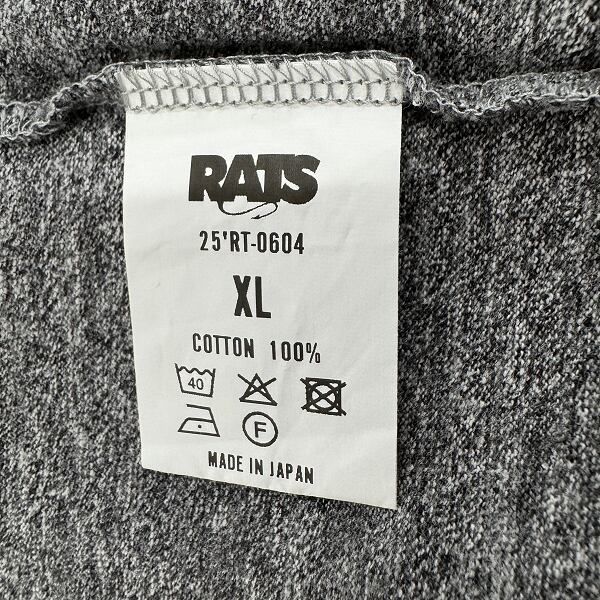 RATS
25'RT-0604
XL
COTTON 100%
40
F
MADE IN JAPAN